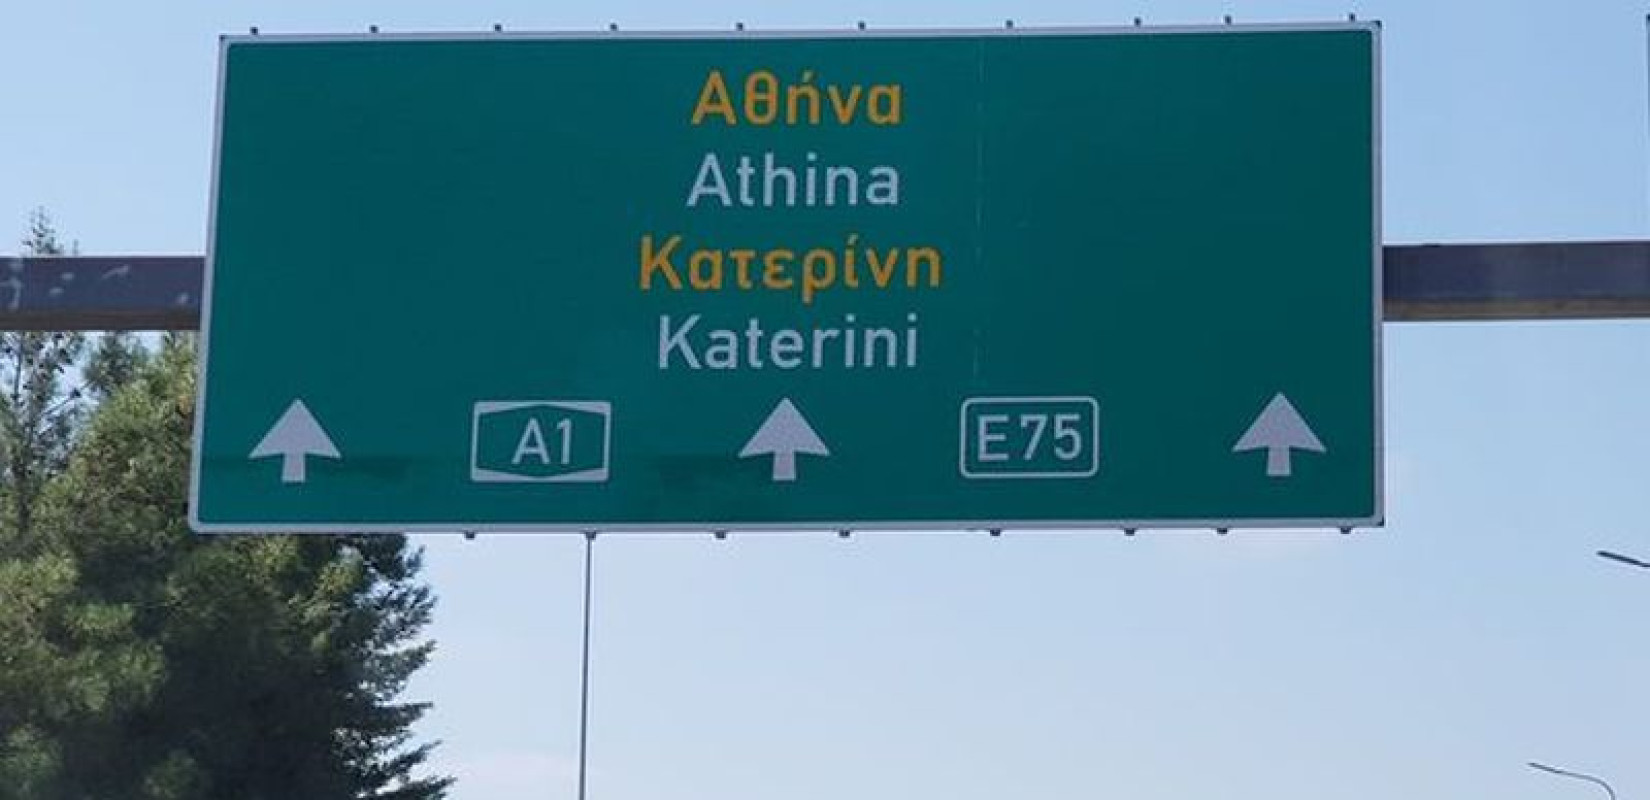 Αθήνα
Athina
Κατερίνη
Katerini
A1 E75